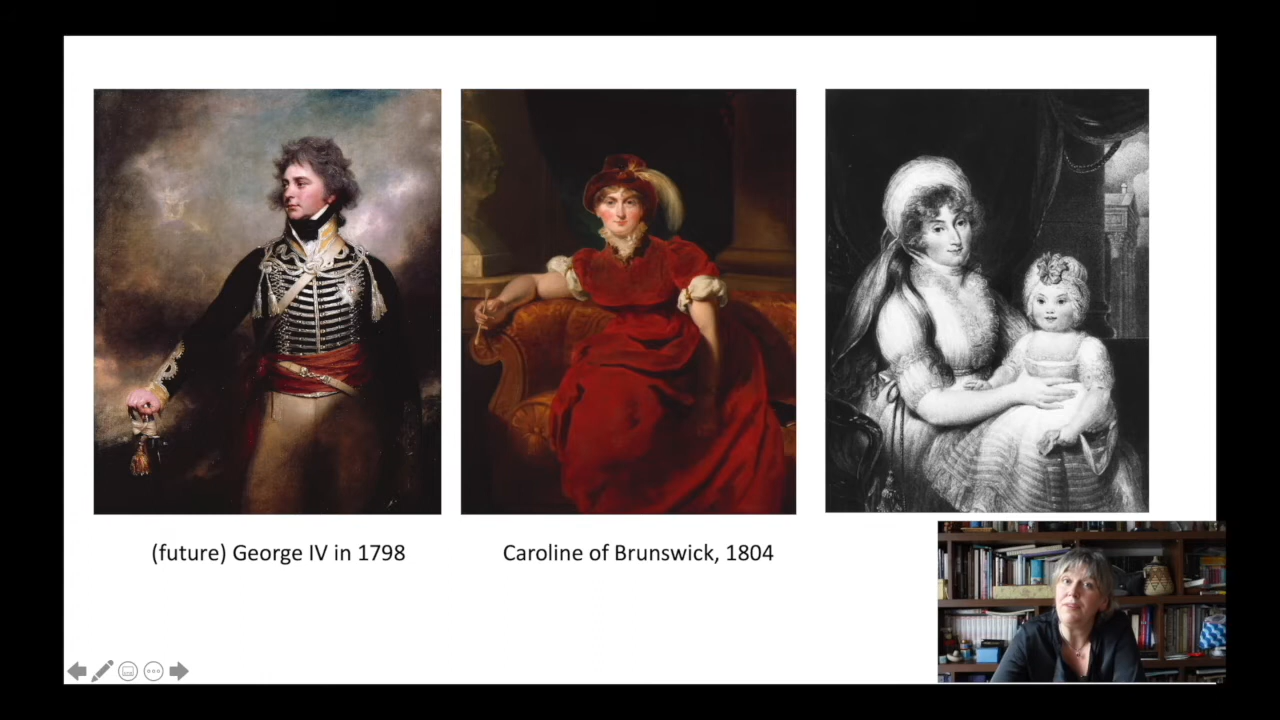 (future) George IV in 1798
Caroline of Brunswick, 1804